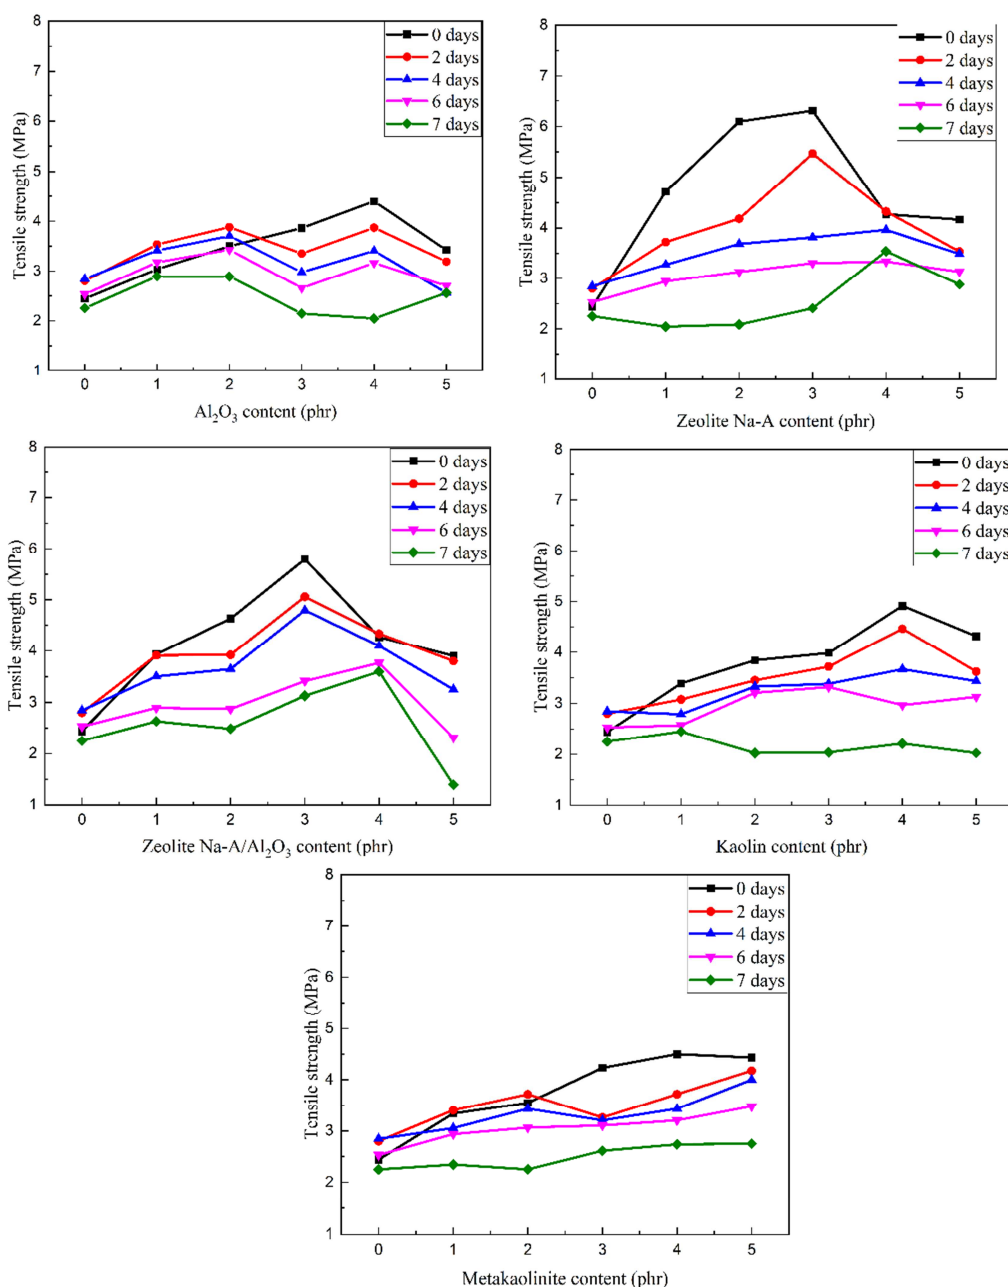 8
7
6
5
4
3
2
1
Tensile strength (MPa)
0 days
2 days
4 days
6 days
7 days
0 1 2 3 4 5
Al₂O₃ content (phr)
8
7
6
5
4
3
2
1
Tensile strength (MPa)
0 days
2 days
4 days
6 days
7 days
0 1 2 3 4 5
Zeolite Na-A content (phr)
8
7
6
5
4
3
2
1
Tensile strength (MPa)
0 days
2 days
4 days
6 days
7 days
0 1 2 3 4 5
Zeolite Na-A/Al₂O₃ content (phr)
8
7
6
5
4
3
2
1
Tensile strength (MPa)
0 days
2 days
4 days
6 days
7 days
0 1 2 3 4 5
Kaolin content (phr)
8
7
6
5
4
3
2
1
Tensile strength (MPa)
0 days
2 days
4 days
6 days
7 days
0 1 2 3 4 5
Metakaolinite content (phr)